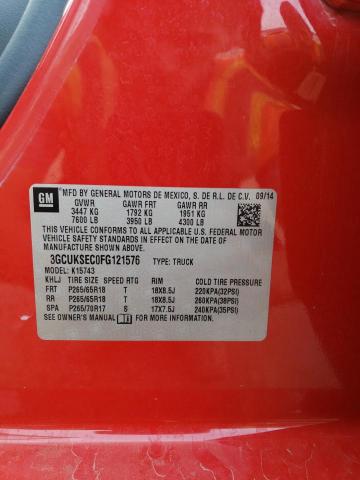 GM
MFD BY GENERAL MOTORS DE MEXICO, S. DE R.L. DE C.V. 09/14
GVWR GAWR FRT GAWR RR
3447 KG 1792 KG 1951 KG
7600 LB 3950 LB 4300 LB
THIS VEHICLE CONFORMS TO ALL APPLICABLE U.S. FEDERAL MOTOR
VEHICLE SAFETY AND THEFT PREVENTION STANDARDS IN EFFECT ON
THE DATE OF MANUFACTURE SHOWN ABOVE.
3GCUKSEC0FG121576 TYPE: TRUCK
MODEL: K15743
KHLJ TIRE SIZE SPEED RTG RIM COLD TIRE PRESSURE
FRT P265/65R18 T 18X8.5J 220KPA(32PSI)
RR P265/65R18 T 18X8.5J 260KPA(38PSI)
SPA P265/70R17 S 17X7.5J 240KPA(35PSI)
SEE OWNER'S MANUAL FOR MORE INFORMATION.